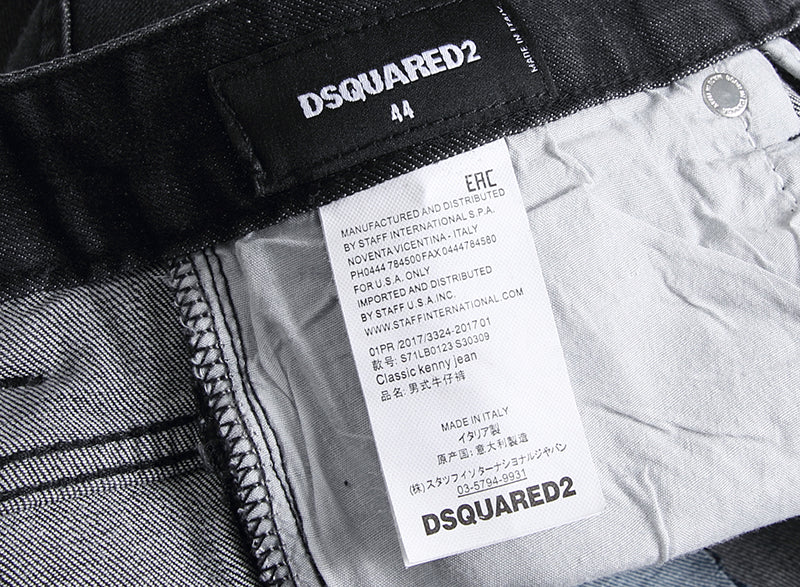 DSQUARED2
44
MADE IN ITALY
EAC
MANUFACTURED AND DISTRIBUTED
BY STAFF INTERNATIONAL S.P.A.
NOVENTA VICENTINA - ITALY
PH0444 784500FAX0444784580
FOR U.S.A. ONLY
IMPORTED AND DISTRIBUTED
BY STAFF U.S.A.INC.
WWW.STAFFINTERNATIONAL.COM
01PR /2017/3324-2017 01
款号: S71LB0123 S30309
Classic kenny jean
品名: 男式牛仔裤
MADE IN ITALY
イタリア製
原产国: 意大利製造
(株) スタッフインターナショナルジャパン
03-5794-9931
DSQUARED2